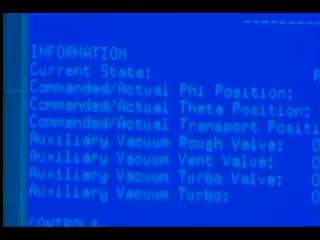 INFORMATION
Current State:
Commanded/Actual Phi Position:
Commanded/Actual Theta Position:
Commanded/Actual Transport Positi
Auxiliary Vacuum Rough Valve:
Auxiliary Vacuum Vent Valve:
Auxiliary Vacuum Turbo Valve:
Auxiliary Vacuum Turbo:
CONTROLS